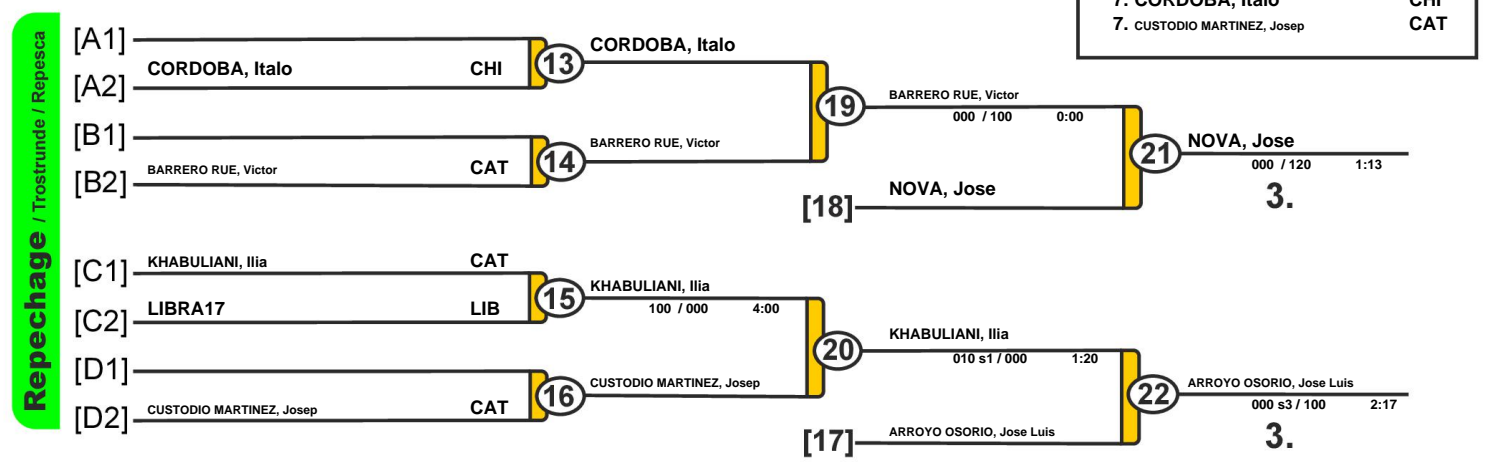 7. CORDOBA, Italo CHI
7. CUSTODIO MARTINEZ, Josep CAT
Repechage / Trostrunde / Repesca
[A1]
CORDOBA, Italo CHI
[A2]
13
CORDOBA, Italo
[B1]
BARRERO RUE, Victor CAT
[B2]
14
BARRERO RUE, Victor
19
BARRERO RUE, Victor
000 / 100 0:00
[18]
NOVA, Jose
21
NOVA, Jose
000 / 120 1:13
3.
[C1]
KHABULIANI, Ilia CAT
[C2]
LIBRA17 LIB
15
KHABULIANI, Ilia
100 / 000 4:00
[D1]
[D2]
CUSTODIO MARTINEZ, Josep CAT
16
CUSTODIO MARTINEZ, Josep
20
KHABULIANI, Ilia
010 s1 / 000 1:20
[17]
ARROYO OSORIO, Jose Luis
22
ARROYO OSORIO, Jose Luis
000 s3 / 100 2:17
3.